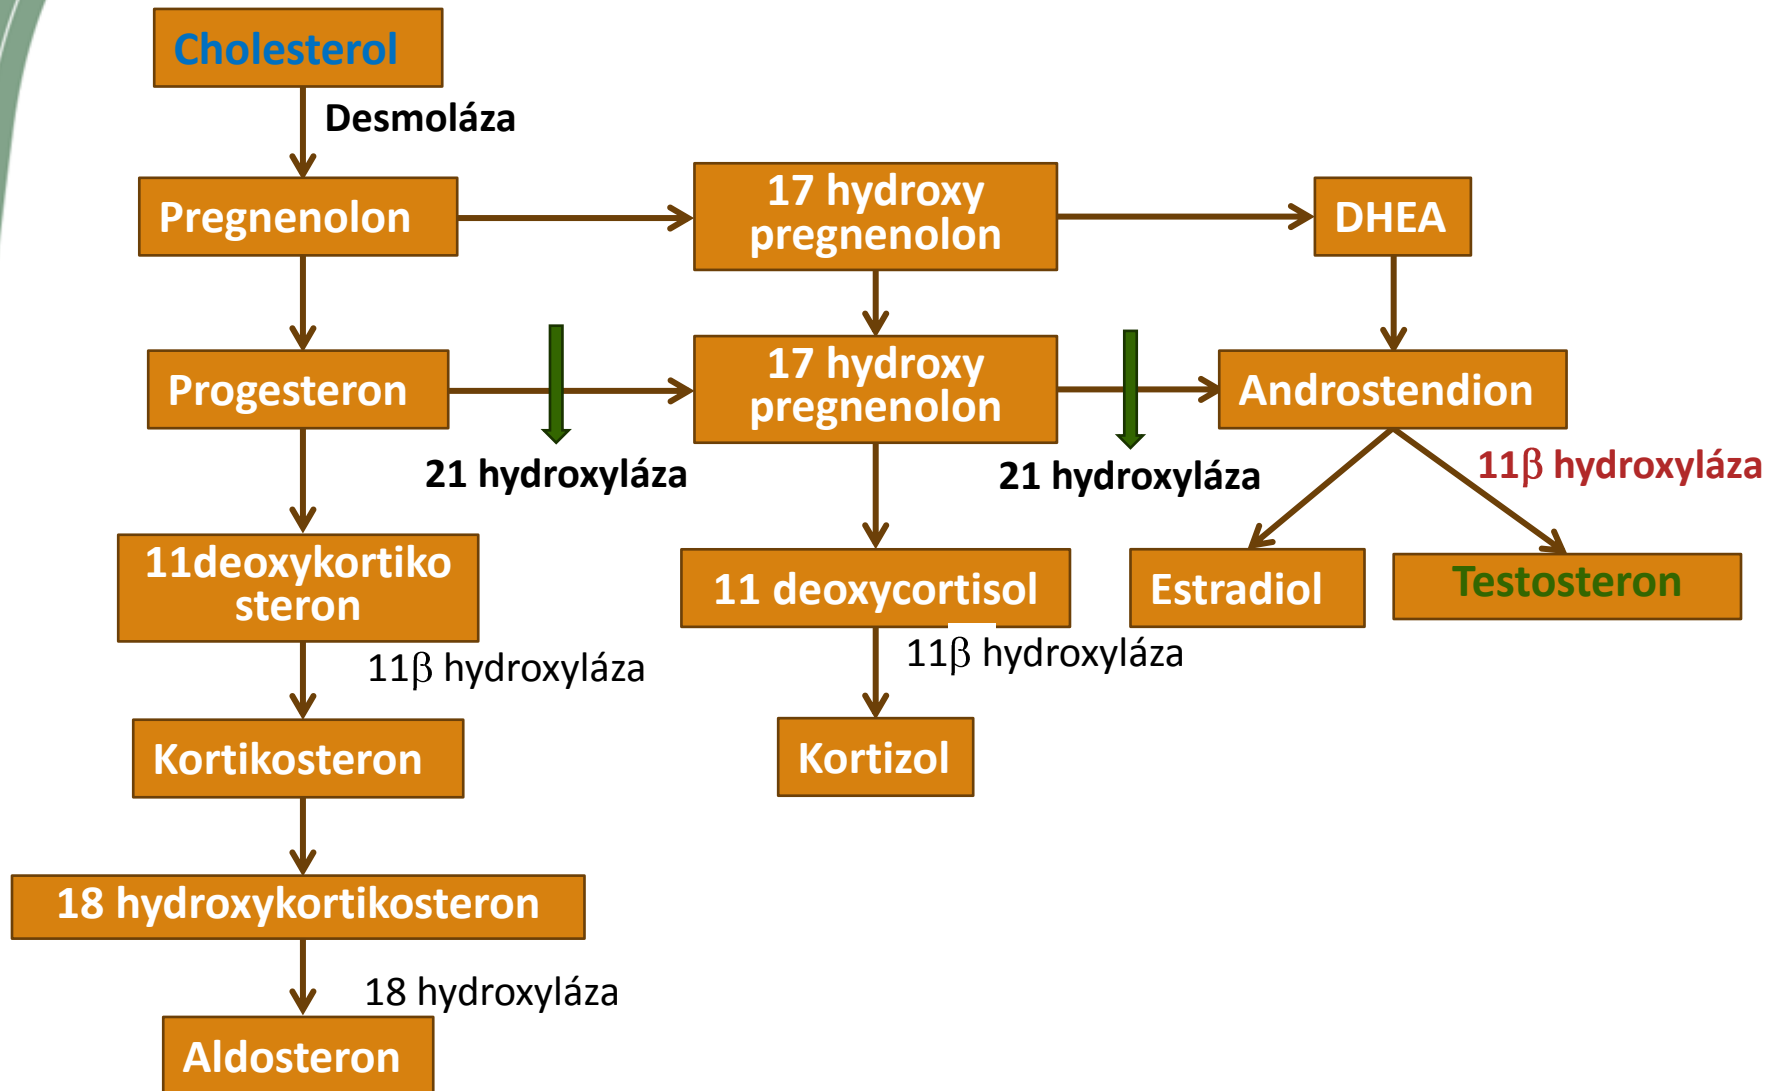 Cholesterol
Desmoláza
Pregnenolon
17 hydroxy
pregnenolon
DHEA
Progesteron
17 hydroxy
pregnenolon
Androstendion
21 hydroxyláza
21 hydroxyláza
11β hydroxyláza
11deoxykortiko
steron
11 deoxycortisol
Estradiol
Testosteron
11β hydroxyláza
11β hydroxyláza
Kortikosteron
Kortizol
18 hydroxykortikosteron
18 hydroxyláza
Aldosteron